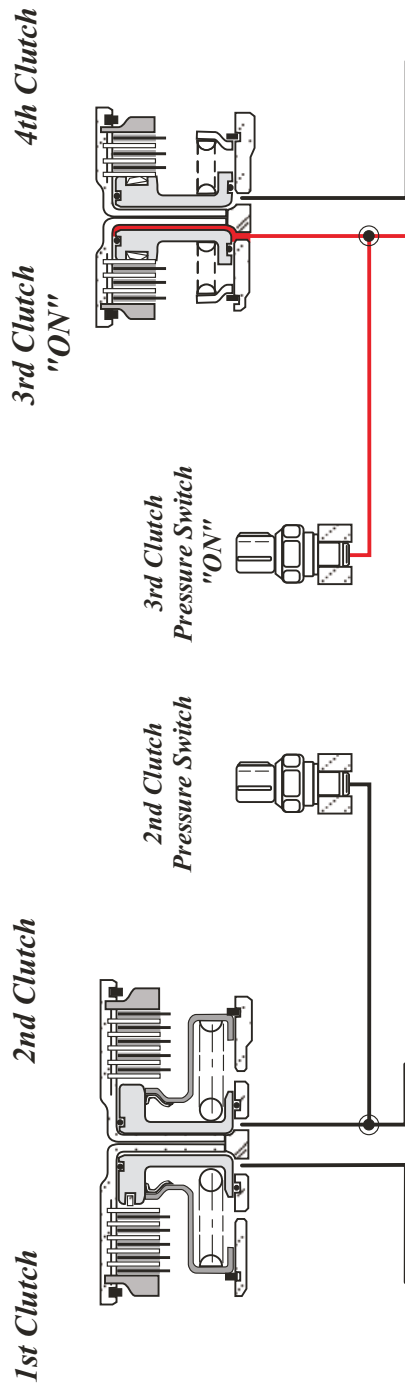 1st Clutch
2nd Clutch
2nd Clutch
Pressure Switch
3rd Clutch
Pressure Switch
"ON"
3rd Clutch
"ON"
4th Clutch